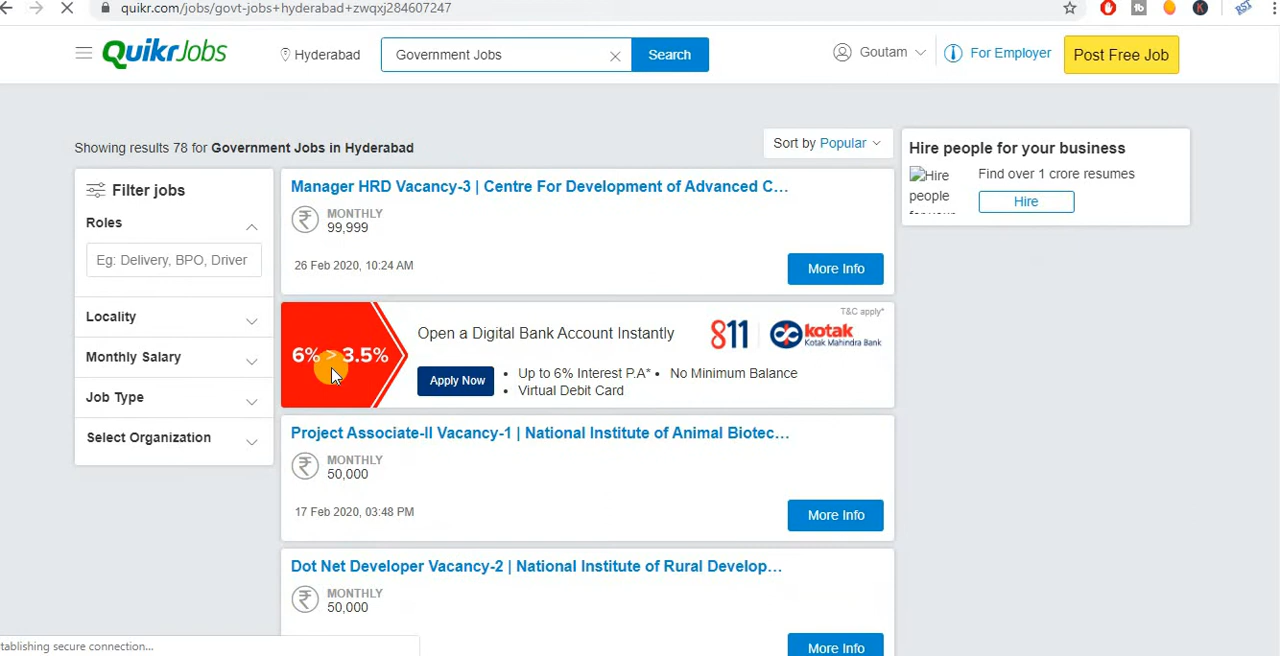 quikr.com/jobs/govt-jobs+hyderabad+zwqxj284607247
QuikrJobs
Hyderabad
Government Jobs
Search
Goutam
For Employer
Post Free Job
Showing results 78 for Government Jobs in Hyderabad
Sort by Popular
Filter jobs
Roles
Eg: Delivery, BPO, Driver
Locality
Monthly Salary
Job Type
Select Organization
Manager HRD Vacancy-3 | Centre For Development of Advanced C...
MONTHLY
99,999
26 Feb 2020, 10:24 AM
More Info
6% > 3.5%
Open a Digital Bank Account Instantly
Apply Now
• Up to 6% Interest P.A* • No Minimum Balance
• Virtual Debit Card
T&C apply*
811
kotak
Kotak Mahindra Bank
Project Associate-II Vacancy-1 | National Institute of Animal Biotec...
MONTHLY
50,000
17 Feb 2020, 03:48 PM
More Info
Dot Net Developer Vacancy-2 | National Institute of Rural Develop...
MONTHLY
50,000
More Info
Hire people for your business
Hire
people
Find over 1 crore resumes
Hire
tablishing secure connection...